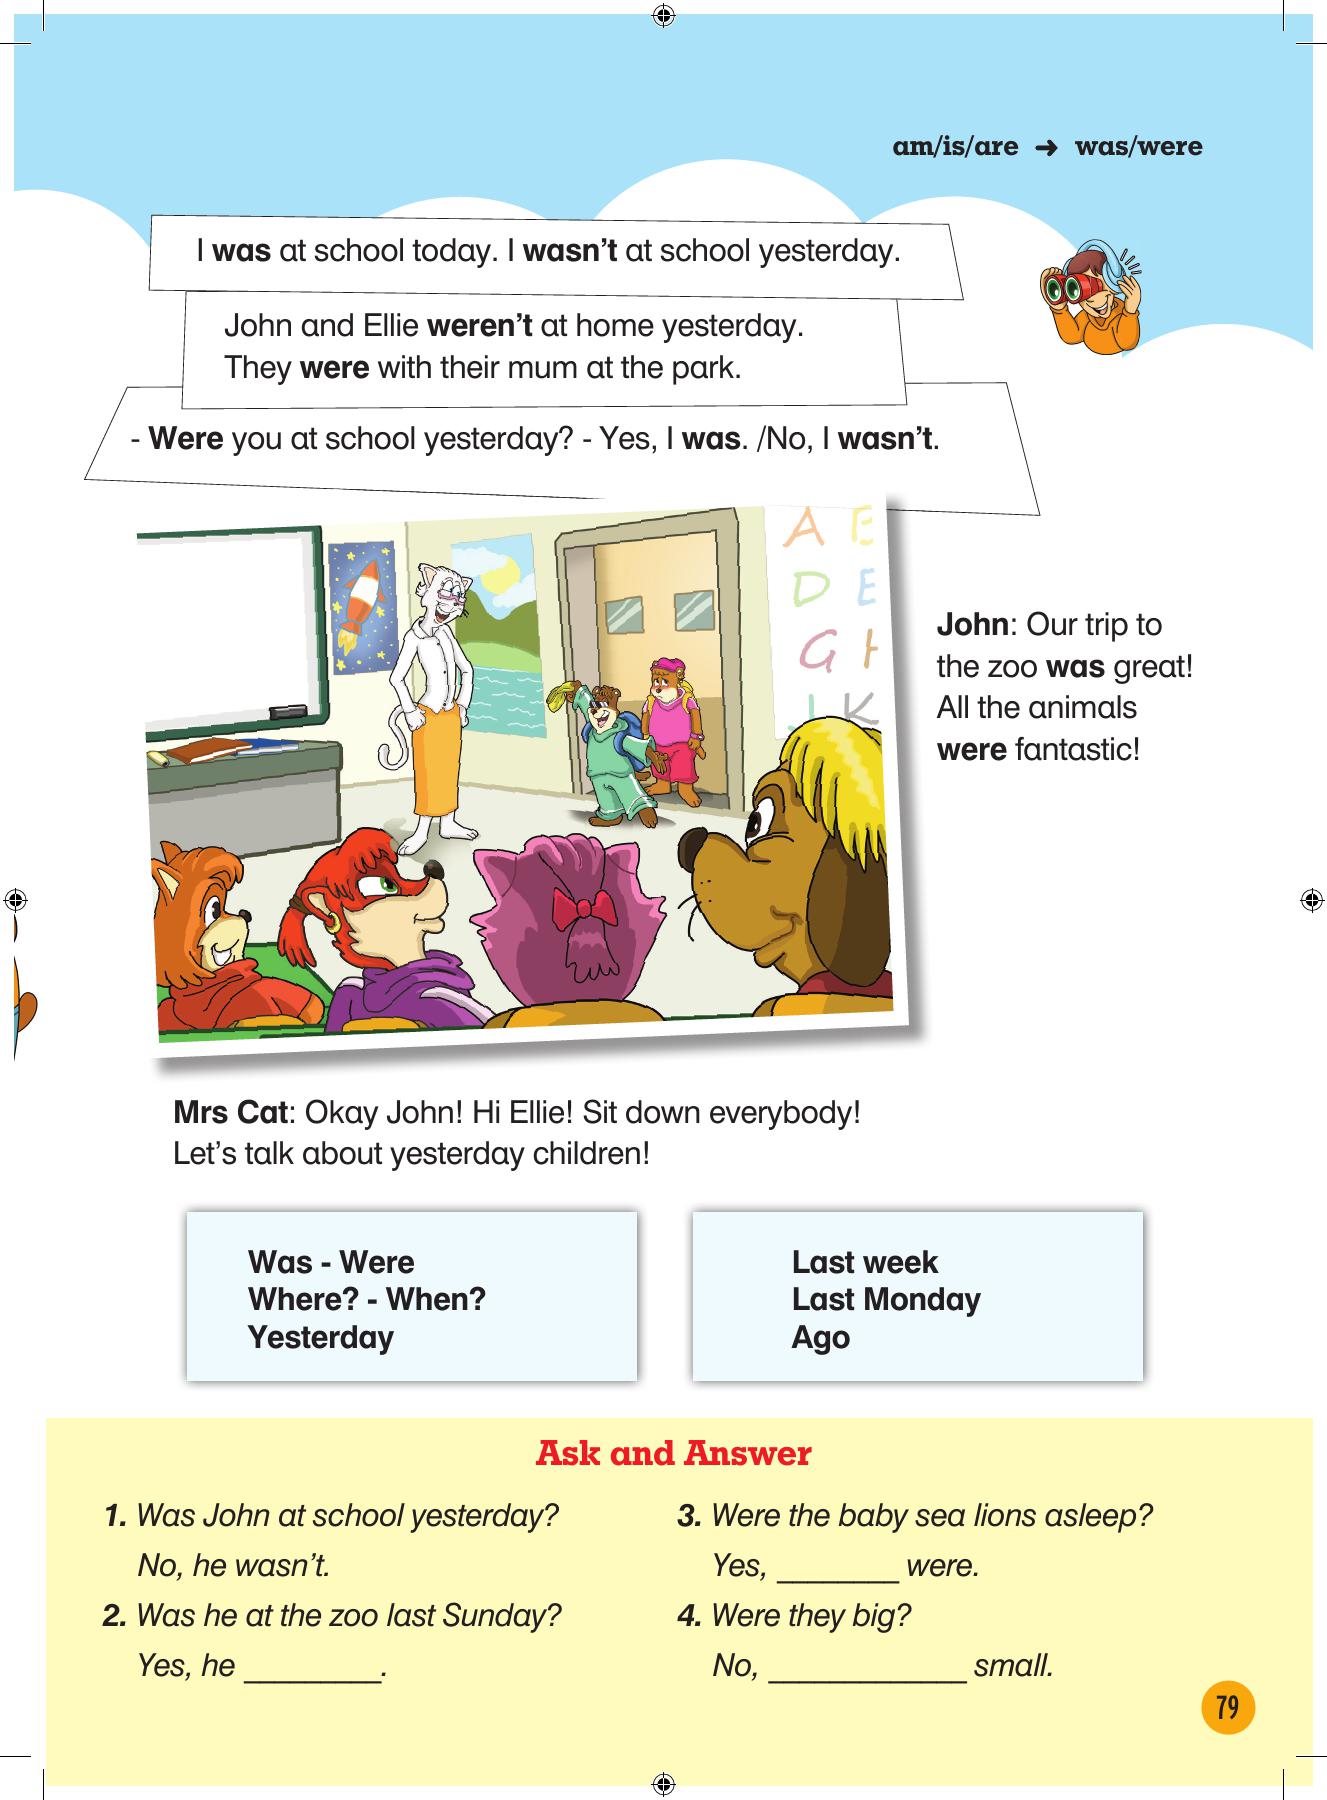 am/is/are ➜ was/were
I was at school today. I wasn’t at school yesterday.
John and Ellie weren’t at home yesterday.
They were with their mum at the park.
- Were you at school yesterday? - Yes, I was. /No, I wasn’t.
A E
D E
G H
J K
John: Our trip to
the zoo was great!
All the animals
were fantastic!
Mrs Cat: Okay John! Hi Ellie! Sit down everybody!
Let’s talk about yesterday children!
Was - Were
Where? - When?
Yesterday
Last week
Last Monday
Ago
Ask and Answer
1. Was John at school yesterday?
No, he wasn’t.
2. Was he at the zoo last Sunday?
Yes, he _________.
3. Were the baby sea lions asleep?
Yes, ________ were.
4. Were they big?
No, _____________ small.
79